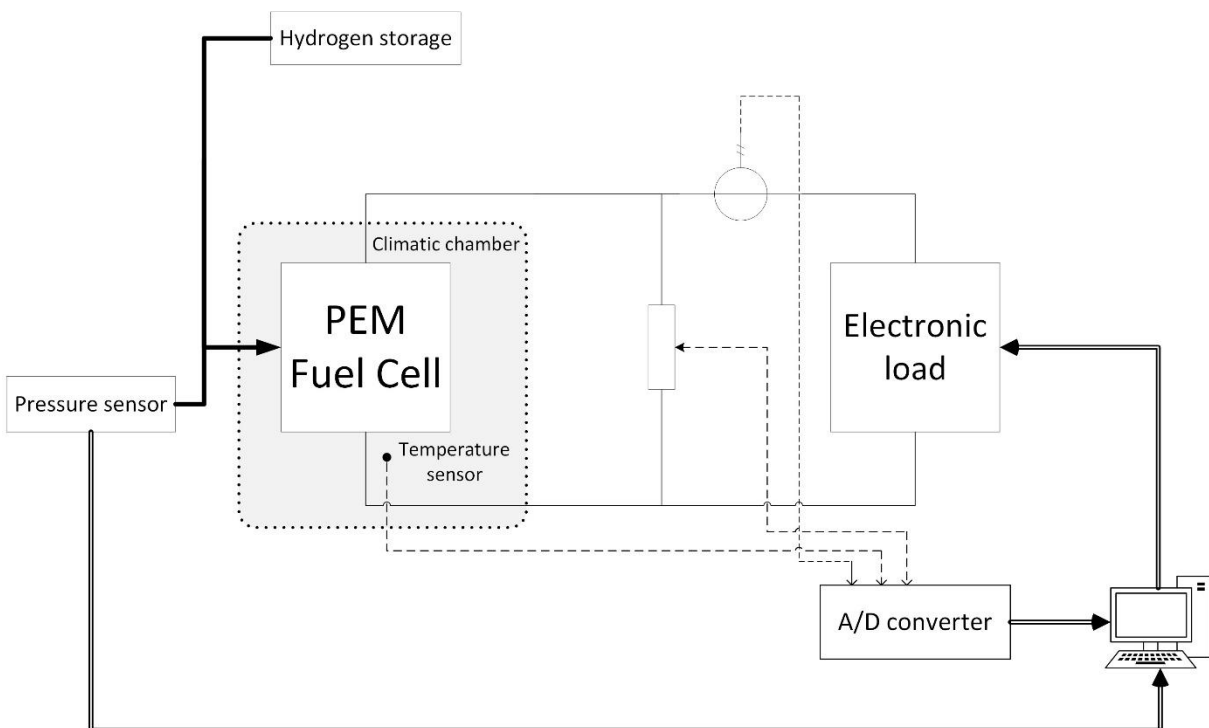 Hydrogen storage
Climatic chamber
PEM
Fuel Cell
Electronic
load
Pressure sensor
Temperature
sensor
A/D converter